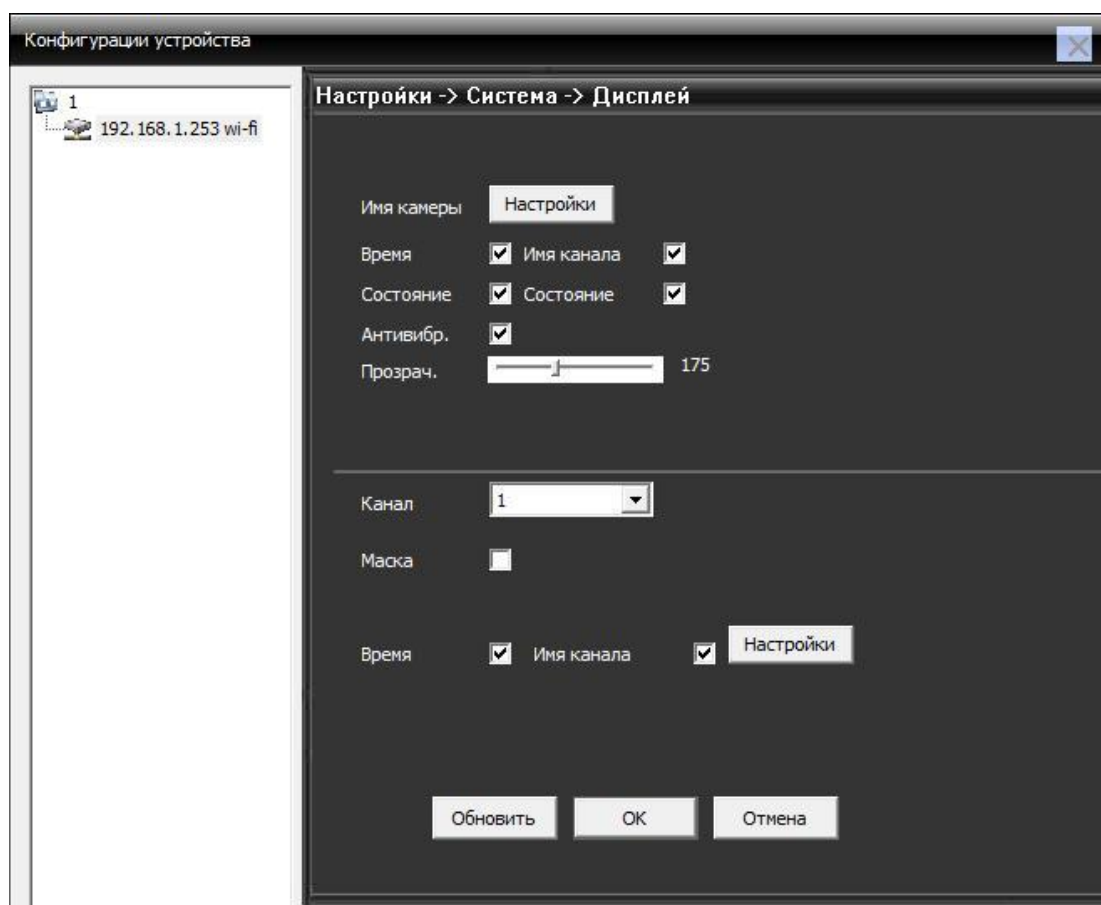 Конфигурации устройства
1
192.168.1.253 wi-fi
Настройки -> Система -> Дисплей
Имя камеры Настройки
Время Имя канала
Состояние Состояние
Антивибр.
Прозрач. 175
Канал 1
Маска
Время Имя канала Настройки
Обновить OK Отмена